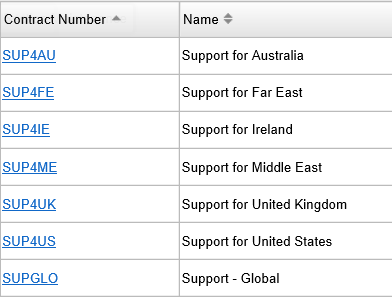 Contract Number Name
SUP4AU Support for Australia
SUP4FE Support for Far East
SUP4IE Support for Ireland
SUP4ME Support for Middle East
SUP4UK Support for United Kingdom
SUP4US Support for United States
SUPGLO Support - Global